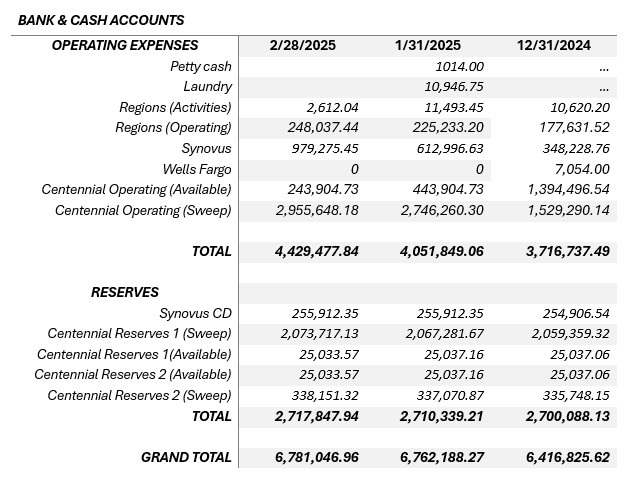 BANK & CASH ACCOUNTS
OPERATING EXPENSES 2/28/2025 1/31/2025 12/31/2024
Petty cash 1014.00 ...
Laundry 10,946.75 ...
Regions (Activities) 2,612.04 11,493.45 10,620.20
Regions (Operating) 248,037.44 225,233.20 177,631.52
Synovus 979,275.45 612,996.63 348,228.76
Wells Fargo 0 0 7,054.00
Centennial Operating (Available) 243,904.73 443,904.73 1,394,496.54
Centennial Operating (Sweep) 2,955,648.18 2,746,260.30 1,529,290.14
TOTAL 4,429,477.84 4,051,849.06 3,716,737.49
RESERVES
Synovus CD 255,912.35 255,912.35 254,906.54
Centennial Reserves 1 (Sweep) 2,073,717.13 2,067,281.67 2,059,359.32
Centennial Reserves 1(Available) 25,033.57 25,037.16 25,037.06
Centennial Reserves 2 (Available) 25,033.57 25,037.16 25,037.06
Centennial Reserves 2 (Sweep) 338,151.32 337,070.87 335,748.15
TOTAL 2,717,847.94 2,710,339.21 2,700,088.13
GRAND TOTAL 6,781,046.96 6,762,188.27 6,416,825.62